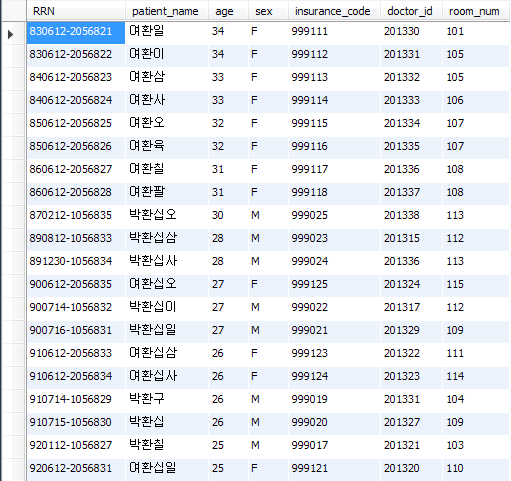 RRN patient_name age sex insurance_code doctor_id room_num
830612-2056821 여환일 34 F 999111 201330 101
830612-2056822 여환이 34 F 999112 201331 105
840612-2056823 여환삼 33 F 999113 201332 105
840612-2056824 여환사 33 F 999114 201333 106
850612-2056825 여환오 32 F 999115 201334 107
850612-2056826 여환육 32 F 999116 201335 107
860612-2056827 여환칠 31 F 999117 201336 108
860612-2056828 여환팔 31 F 999118 201337 108
870212-1056835 박환십오 30 M 999025 201338 113
890812-1056833 박환십삼 28 M 999023 201315 112
891230-1056834 박환십사 28 M 999024 201336 113
900612-2056835 여환십오 27 F 999125 201324 115
900714-1056832 박환십이 27 M 999022 201317 112
900716-1056831 박환십일 27 M 999021 201329 109
910612-2056833 여환십삼 26 F 999123 201322 111
910612-2056834 여환십사 26 F 999124 201323 114
910714-1056829 박환구 26 M 999019 201331 104
910715-1056830 박환십 26 M 999020 201327 109
920112-1056827 박환칠 25 M 999017 201321 103
920612-2056831 여환십일 25 F 999121 201320 110